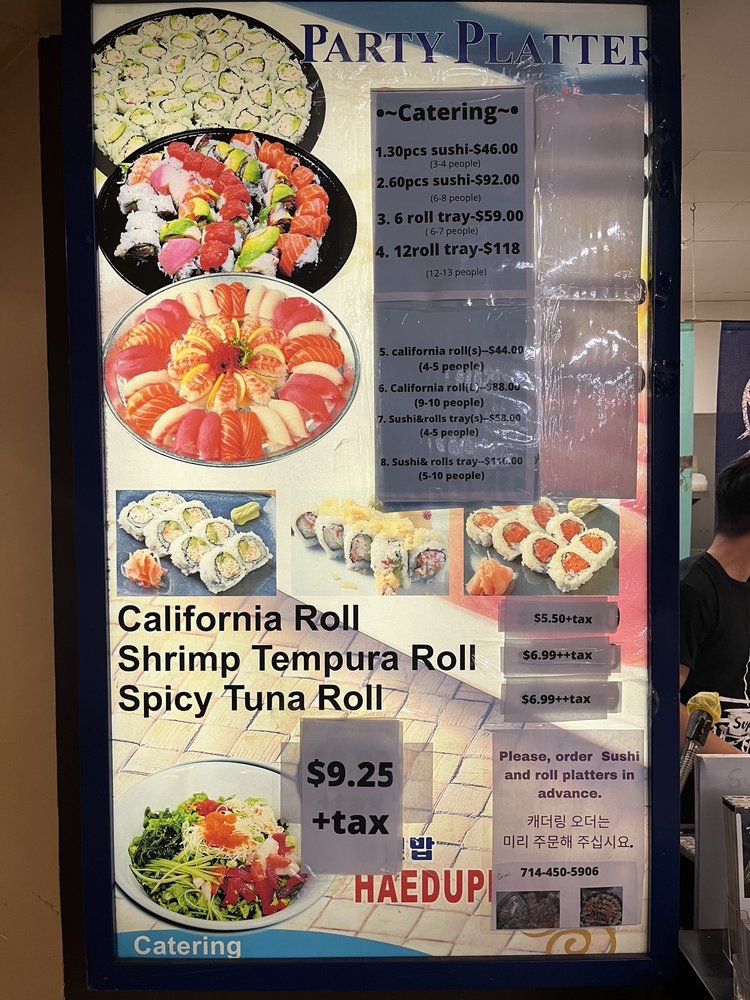 PARTY PLATTER
•~Catering~•
1.30pcs sushi-$46.00
(3-4 people)
2.60pcs sushi-$92.00
(6-8 people)
3. 6 roll tray-$59.00
( 6-7 people)
4. 12roll tray-$118
(12-13 people)
5. california roll(s)--$44.00
(4-5 people)
6. California roll(L)--$88.00
(9-10 people)
7. Sushi&rolls tray(s)--$58.00
(4-5 people)
8. Sushi& rolls tray--$116.00
(5-10 people)
California Roll $5.50+tax
Shrimp Tempura Roll $6.99++tax
Spicy Tuna Roll $6.99++tax
$9.25
+tax
밥
HAEDUP
Please, order Sushi
and roll platters in
advance.
캐더링 오더는
미리 주문해 주십시요.
714-450-5906
Catering